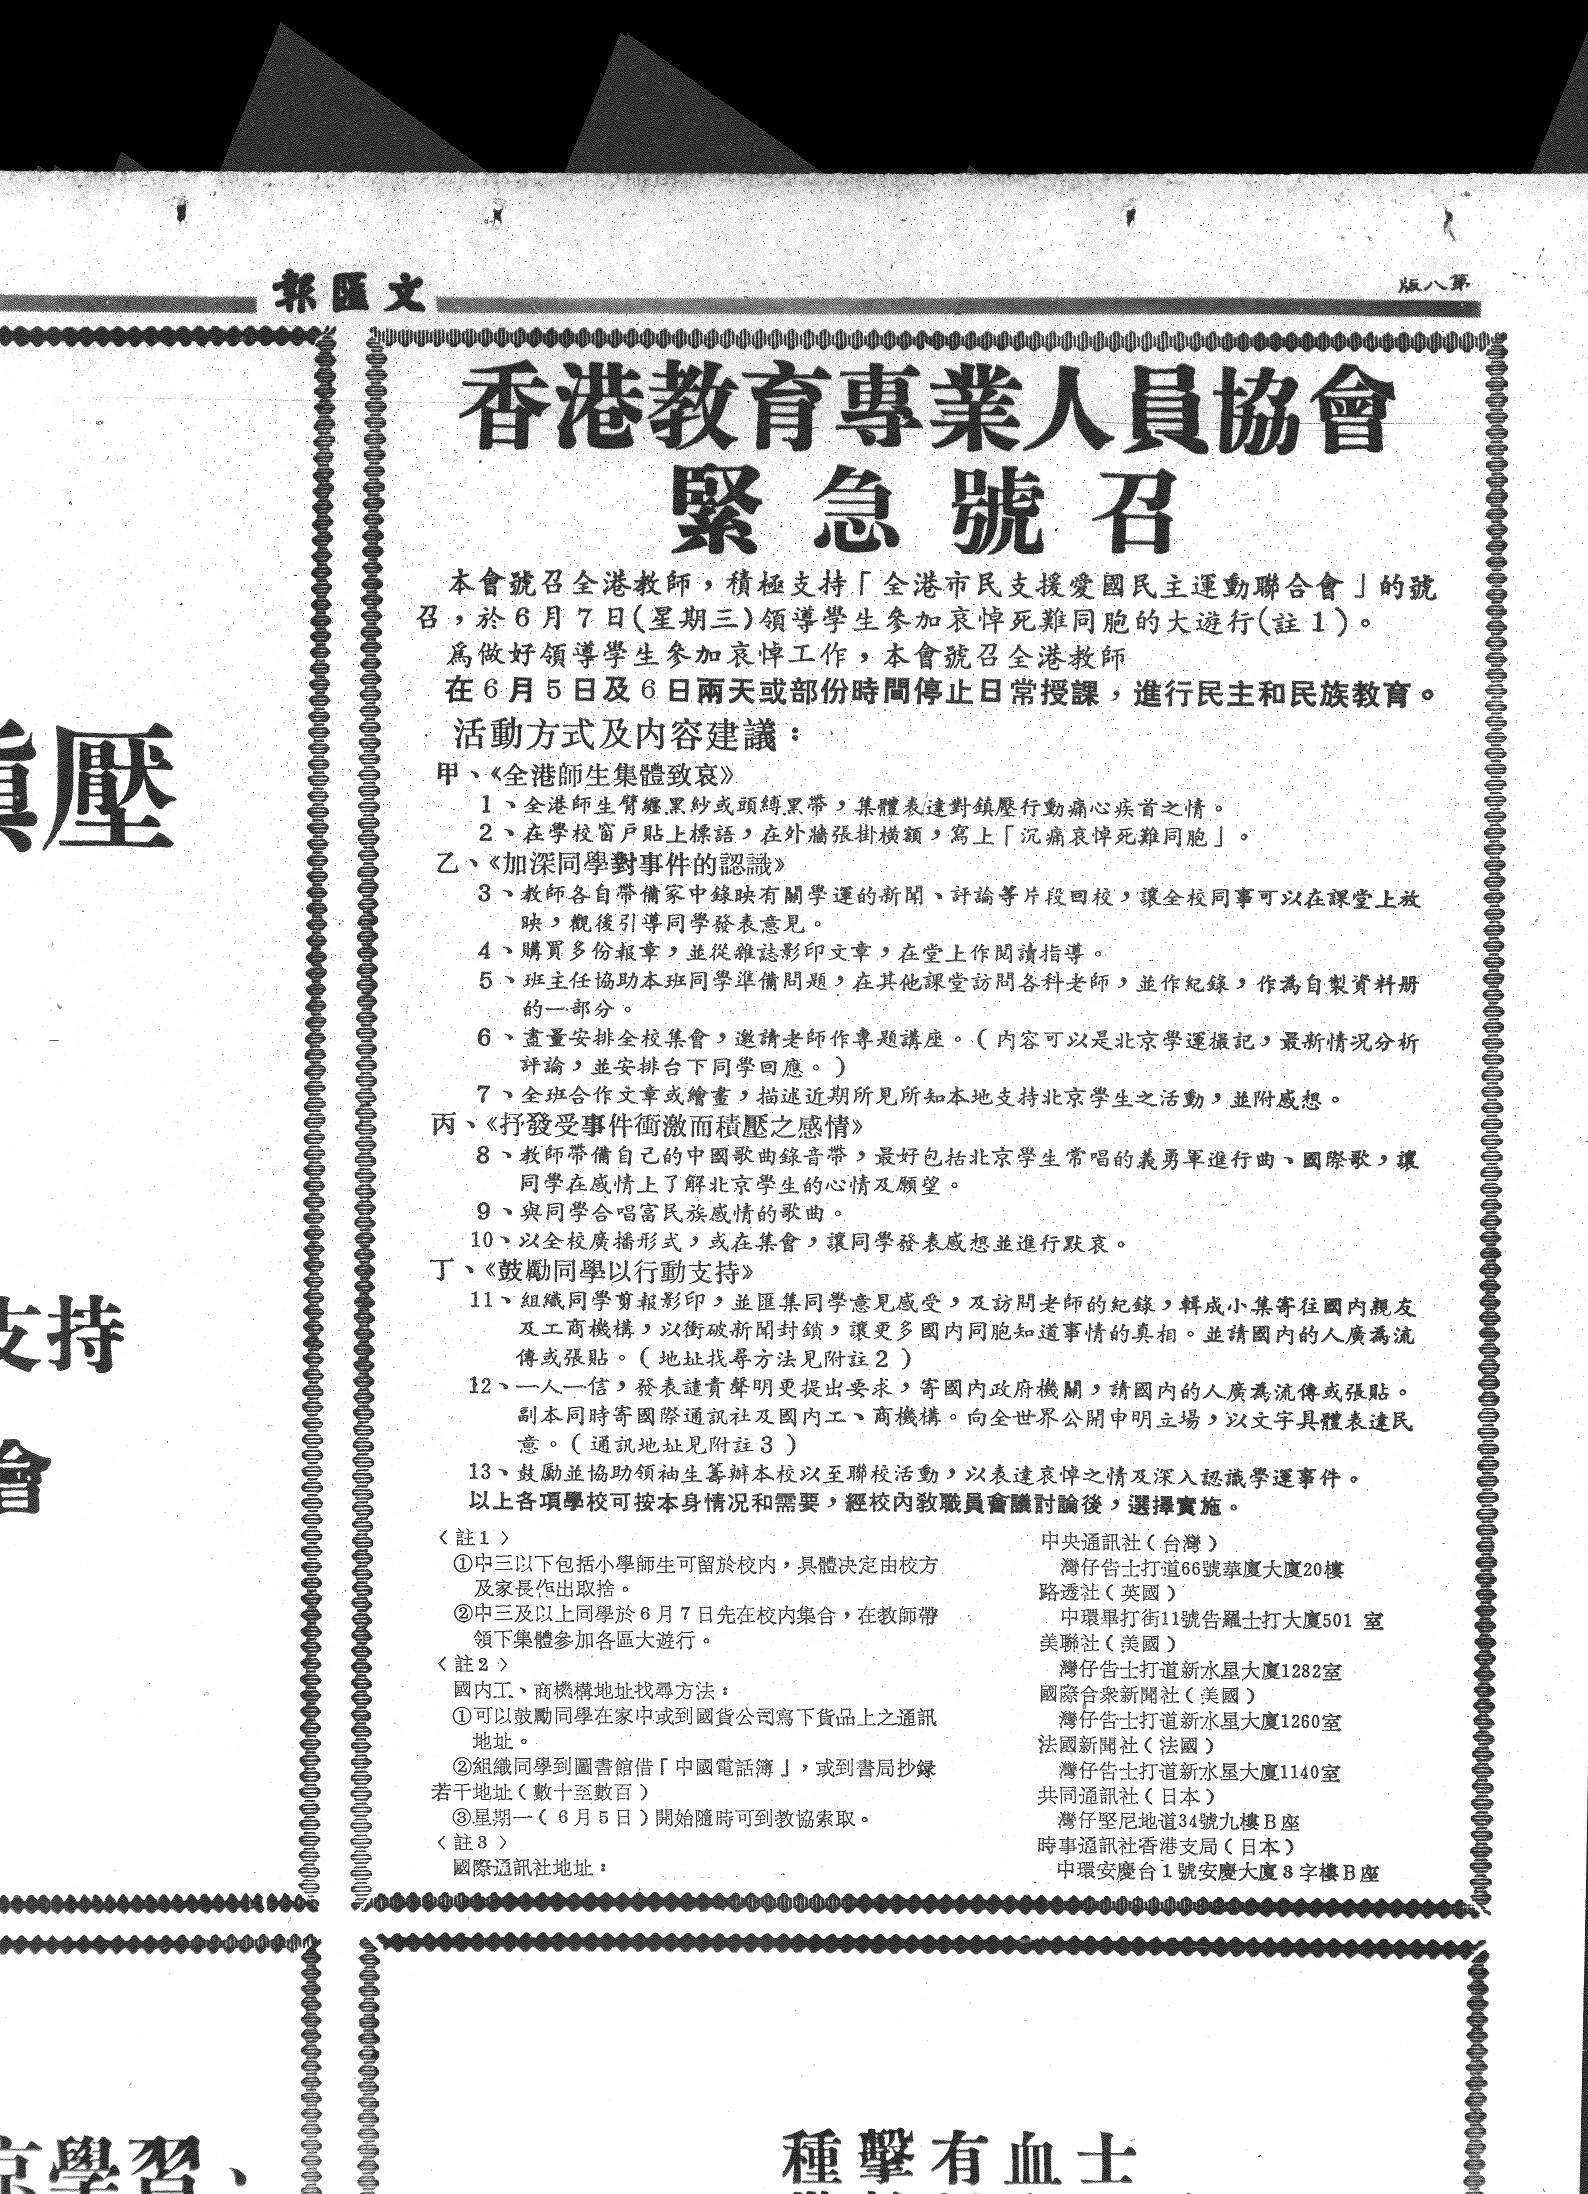 文匯報
第八版
香港教育專業人員協會
緊急號召
本會號召全港教師，積極支持「全港市民支援愛國民主運動聯合會」的號
召，於6月7日(星期三)領導學生參加哀悼死難同胞的大遊行(註1)。
爲做好領導學生參加哀悼工作，本會號召全港教師
在6月5日及6日兩天或部份時間停止日常授課，進行民主和民族教育。
活動方式及內容建議：
甲、《全港師生集體致哀》
1、全港師生臂纏黑紗或頭縛黑帶，集體表達對鎮壓行動痛心疾首之情。
2、在學校窗戶貼上標語，在外牆張掛橫額，寫上「沉痛哀悼死難同胞」。
乙、《加深同學對事件的認識》
3、教師各自帶備家中錄映有關學運的新聞、評論等片段回校，讓全校同事可以在課堂上放
映，觀後引導同學發表意見。
4、購買多份報章，並從雜誌影印文章，在堂上作閱讀指導。
5、班主任協助本班同學準備問題，在其他課堂訪問各科老師，並作紀錄，作為自製資料册
的一部分。
6、盡量安排全校集會，邀請老師作專題講座。(內容可以是北京學運撮記，最新情況分析
評論，並安排台下同學回應。)
7、全班合作文章或繪畫，描述近期所見所知本地支持北京學生之活動，並附感想。
丙、《抒發受事件衝激而積壓之感情》
8、教師帶備自己的中國歌曲錄音帶，最好包括北京學生常唱的義勇軍進行曲、國際歌，讓
同學在感情上了解北京學生的心情及願望。
9、與同學合唱富民族感情的歌曲。
10、以全校廣播形式，或在集會，讓同學發表感想並進行默哀。
丁、《鼓勵同學以行動支持》
11、組織同學剪報影印，並匯集同學意見感受，及訪問老師的紀錄，輯成小集寄往國內親友
及工商機構，以衝破新聞封鎖，讓更多國內同胞知道事情的真相。並請國內的人廣為流
傳或張貼。(地址找尋方法見附註2)
12、一人一信，發表譴責聲明更提出要求，寄國內政府機關，請國內的人廣為流傳或張貼。
副本同時寄國際通訊社及國內工、商機構。向全世界公開申明立場，以文字具體表達民
意。(通訊地址見附註3)
13、鼓勵並協助領袖生籌辦本校以至聯校活動，以表達哀悼之情及深入認識學運事件。
以上各項學校可按本身情況和需要，經校內教職員會議討論後，選擇實施。
〈註1〉
①中三以下包括小學師生可留於校内，具體決定由校方
及家長作出取捨。
②中三及以上同學於6月7日先在校内集合，在教師帶
領下集體參加各區大遊行。
〈註2〉
國内工、商機構地址找尋方法：
①可以鼓勵同學在家中或到國貨公司寫下貨品上之通訊
地址。
②組織同學到圖書館借「中國電話簿」，或到書局抄錄
若干地址(數十至數百)
③星期一(6月5日)開始隨時可到教協索取。
〈註3〉
國際通訊社地址：
中央通訊社(台灣)
灣仔告士打道66號華廈大廈20樓
路透社(英國)
中環畢打街11號告羅士打大廈501 室
美聯社(美國)
灣仔告士打道新水星大廈1282室
國際合衆新聞社(美國)
灣仔告士打道新水星大廈1260室
法國新聞社(法國)
灣仔告士打道新水星大廈1140室
共同通訊社(日本)
灣仔堅尼地道34號九樓B座
時事通訊社香港支局(日本)
中環安慶台1號安慶大廈3字樓B座
壓
支持
會
京學習、
種擊有血士